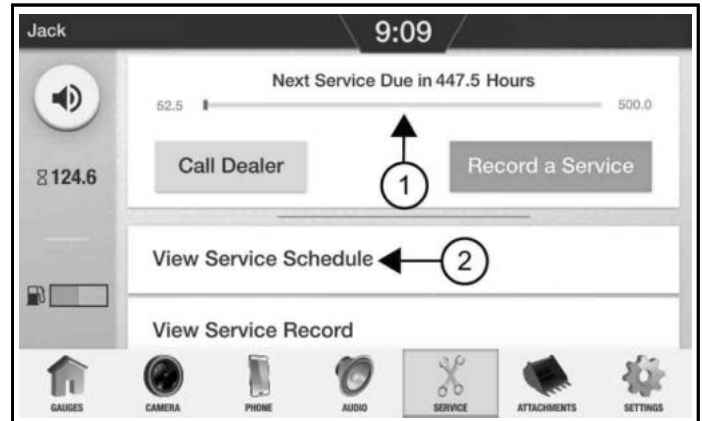 Jack
9:09
Next Service Due in 447.5 Hours
52.5
500.0
Call Dealer
Record a Service
1
124.6
View Service Schedule
2
View Service Record
GAUGES
CAMERA
PHONE
AUDIO
SERVICE
ATTACHMENTS
SETTINGS